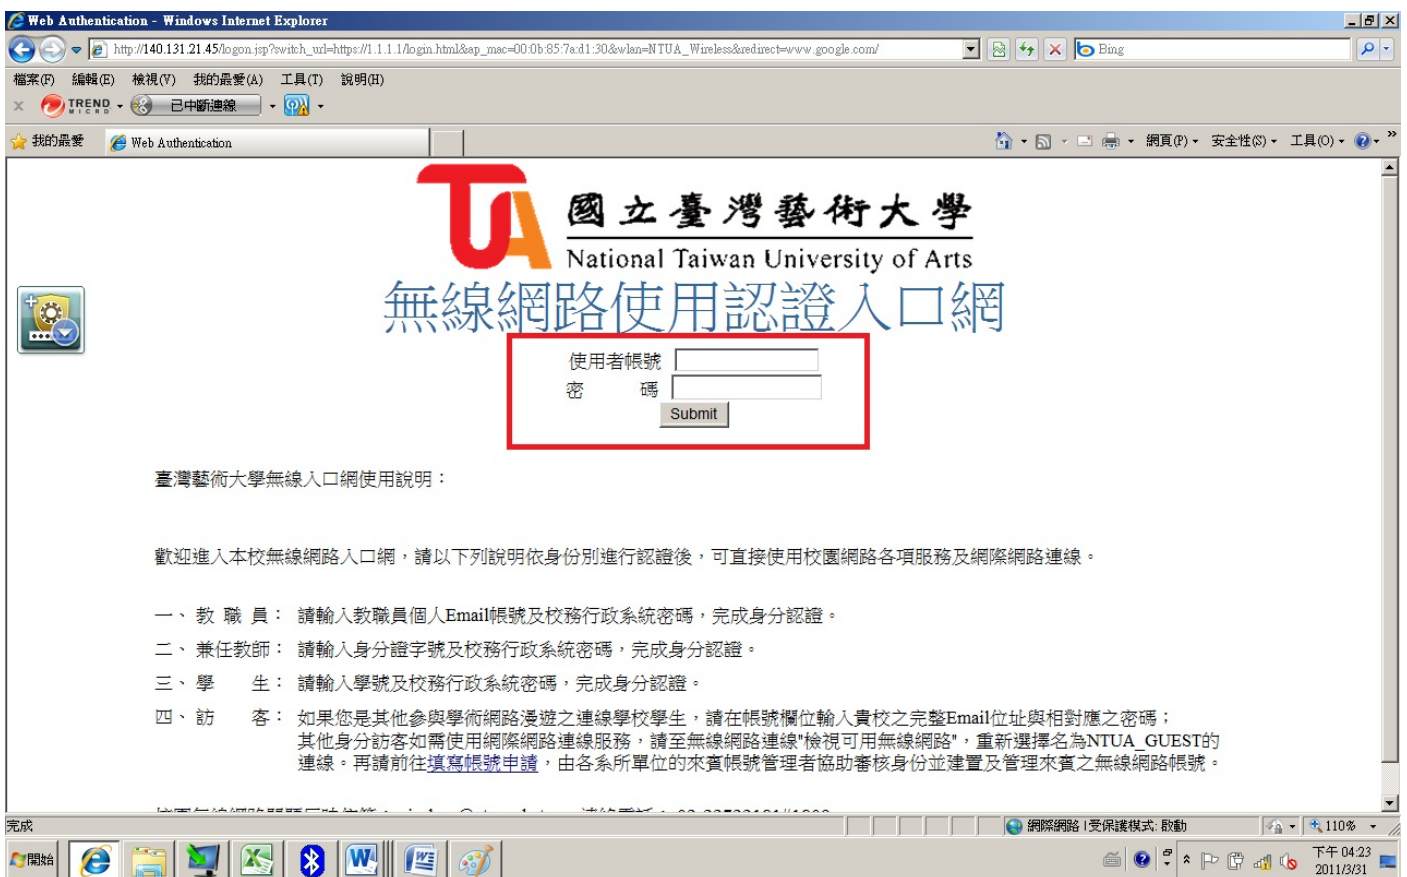 Web Authentication - Windows Internet Explorer
http://140.131.21.45/logon.jsp?switch_url=https://1.1.1.1/login.html&ap_mac=00:0b:85:7a:d1:30&wlan=NTUA_Wireless&redirect=www.google.com/
Bing
檔案(F) 編輯(E) 檢視(V) 我的最愛(A) 工具(T) 說明(H)
TREND MICRO 已中斷連線
我的最愛 Web Authentication 網頁(P) 安全性(S) 工具(O)
國立臺灣藝術大學
National Taiwan University of Arts
無線網路使用認證入口網
使用者帳號
密 碼
Submit
臺灣藝術大學無線入口網使用說明：
歡迎進入本校無線網路入口網，請以下列說明依身份別進行認證後，可直接使用校園網路各項服務及網際網路連線。
一、 教 職 員： 請輸入教職員個人Email帳號及校務行政系統密碼，完成身分認證。
二、 兼任教師： 請輸入身分證字號及校務行政系統密碼，完成身分認證。
三、 學 生： 請輸入學號及校務行政系統密碼，完成身分認證。
四、 訪 客： 如果您是其他參與學術網路漫遊之連線學校學生，請在帳號欄位輸入貴校之完整Email位址與相對應之密碼；
其他身分訪客如需使用網際網路連線服務，請至無線網路連線"檢視可用無線網路"，重新選擇名為NTUA_GUEST的
連線。再請前往填寫帳號申請，由各系所單位的來賓帳號管理者協助審核身份並建置及管理來賓之無線網路帳號。
完成 網際網路 | 受保護模式: 啟動 110%
開始 下午 04:23
2011/3/31